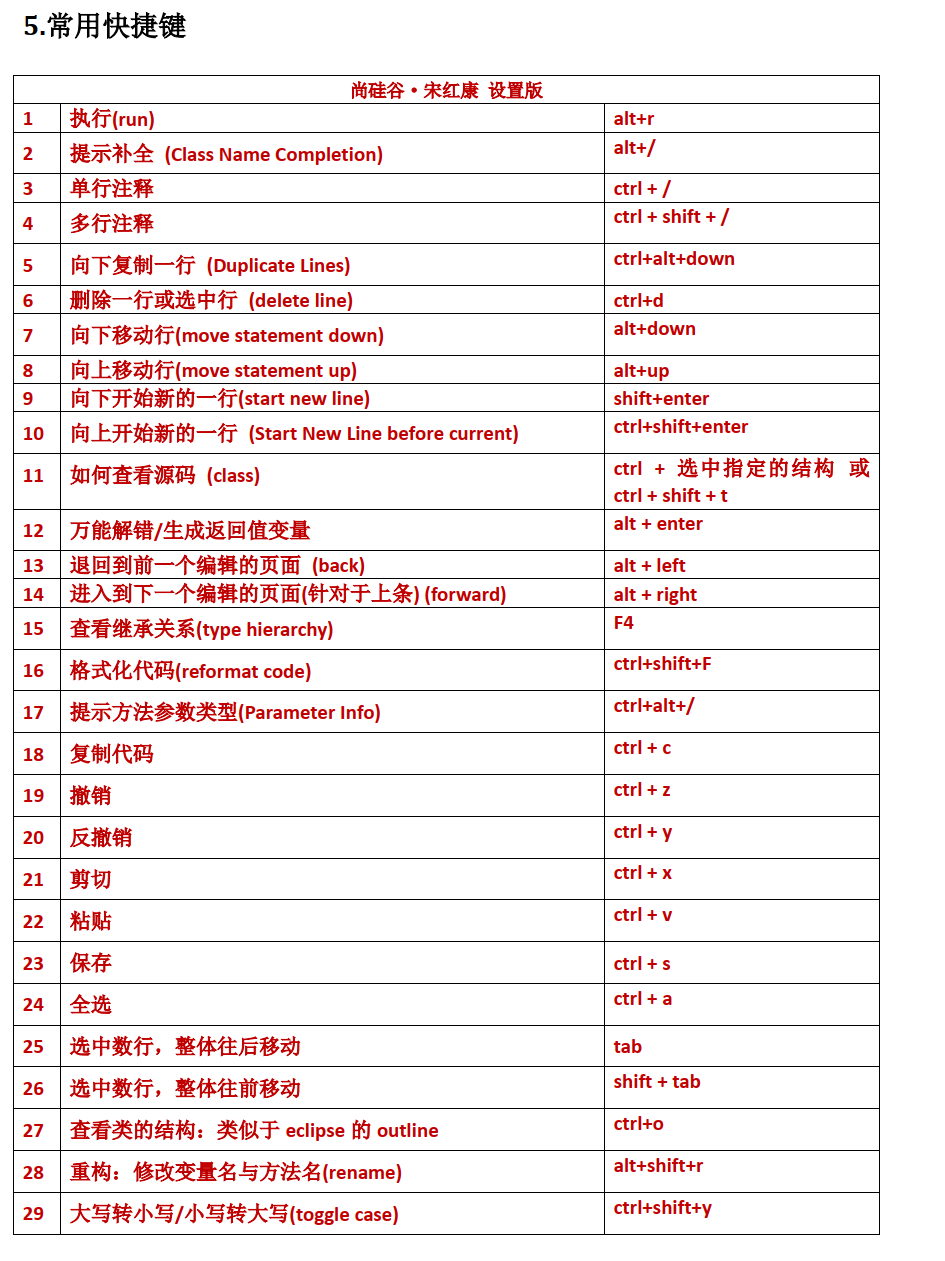 5.常用快捷键
尚硅谷·宋红康 设置版
1 执行(run) alt+r
2 提示补全 (Class Name Completion) alt+/
3 单行注释 ctrl + /
4 多行注释 ctrl + shift + /
5 向下复制一行 (Duplicate Lines) ctrl+alt+down
6 删除一行或选中行 (delete line) ctrl+d
7 向下移动行(move statement down) alt+down
8 向上移动行(move statement up) alt+up
9 向下开始新的一行(start new line) shift+enter
10 向上开始新的一行 (Start New Line before current) ctrl+shift+enter
11 如何查看源码 (class) ctrl + 选中指定的结构 或
ctrl + shift + t
12 万能解错/生成返回值变量 alt + enter
13 退回到前一个编辑的页面 (back) alt + left
14 进入到下一个编辑的页面(针对于上条) (forward) alt + right
15 查看继承关系(type hierarchy) F4
16 格式化代码(reformat code) ctrl+shift+F
17 提示方法参数类型(Parameter Info) ctrl+alt+/
18 复制代码 ctrl + c
19 撤销 ctrl + z
20 反撤销 ctrl + y
21 剪切 ctrl + x
22 粘贴 ctrl + v
23 保存 ctrl + s
24 全选 ctrl + a
25 选中数行，整体往后移动 tab
26 选中数行，整体往前移动 shift + tab
27 查看类的结构：类似于 eclipse 的 outline ctrl+o
28 重构：修改变量名与方法名(rename) alt+shift+r
29 大写转小写/小写转大写(toggle case) ctrl+shift+y